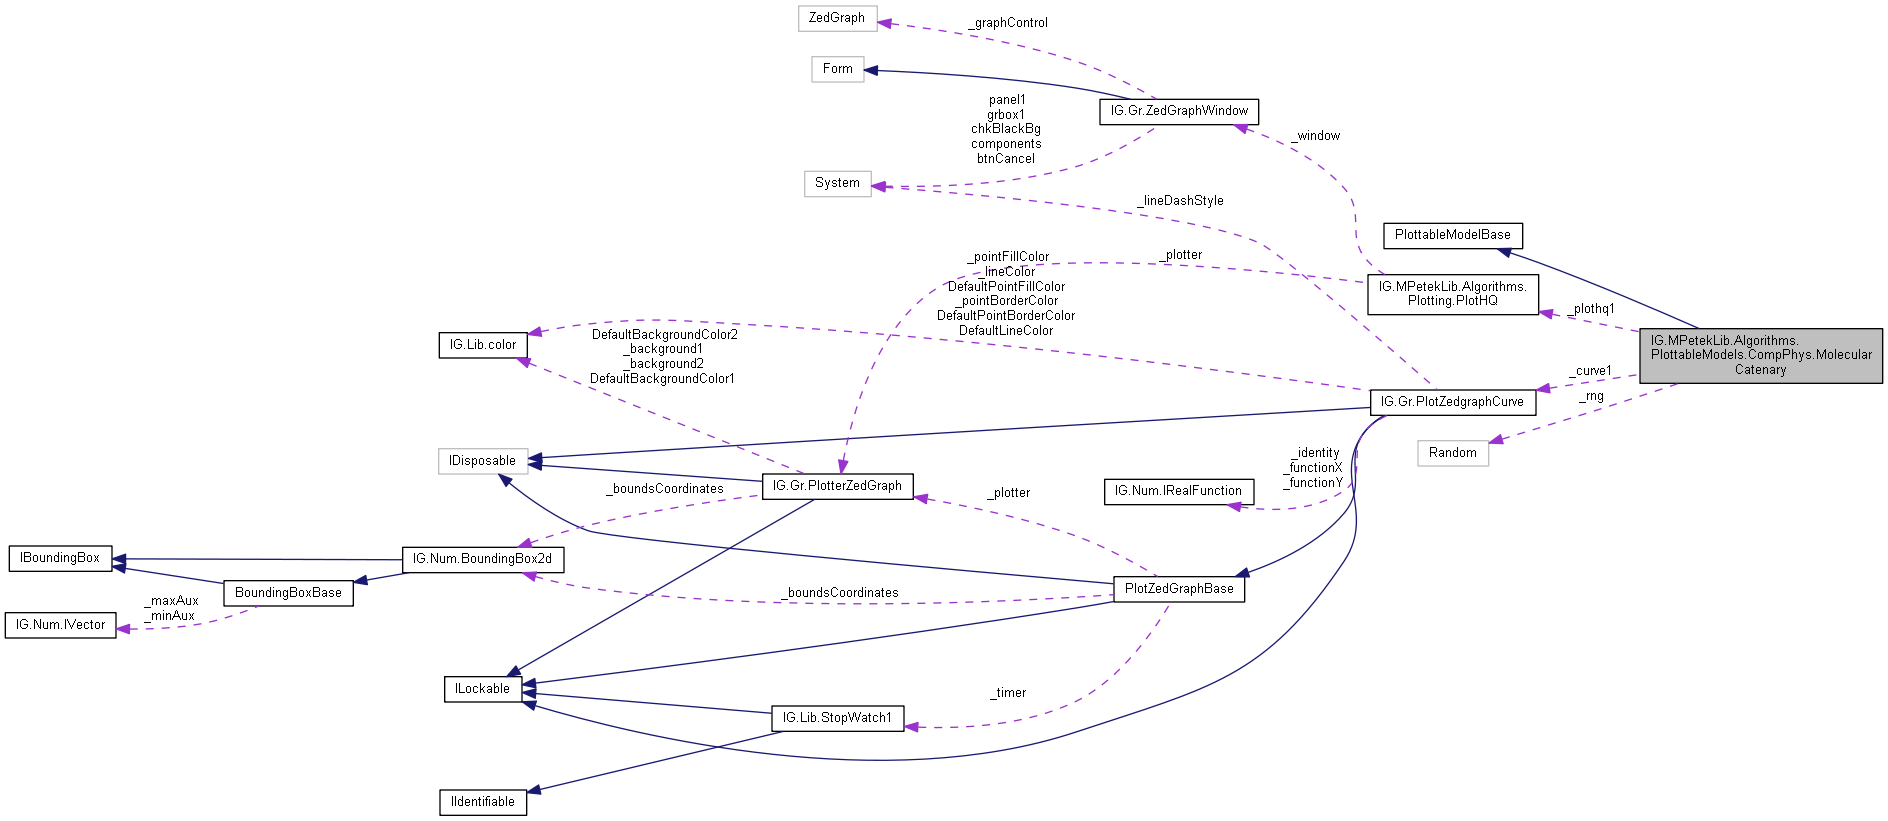 ZedGraph
_graphControl
Form
panel1
grbox1
chkBlackBg
components
btnCancel
IG.Gr.ZedGraphWindow
_window
System
_lineDashStyle
PlottableModelBase
_pointFillColor
_lineColor
DefaultPointFillColor
_pointBorderColor
DefaultPointBorderColor
DefaultLineColor
_plotter
IG.MPetekLib.Algorithms.
Plotting.PlotHQ
_plothq1
IG.Lib.color
DefaultBackgroundColor2
_background1
_background2
DefaultBackgroundColor1
IG.MPetekLib.Algorithms.
PlottableModels.CompPhys.Molecular
Catenary
_curve1
_rng
IG.Gr.PlotZedgraphCurve
IDisposable
Random
_identity
_functionX
_functionY
IG.Gr.PlotterZedGraph
_boundsCoordinates
_plotter
IG.Num.IRealFunction
IBoundingBox
IG.Num.BoundingBox2d
BoundingBoxBase
_maxAux
_minAux
IG.Num.IVector
_boundsCoordinates
PlotZedGraphBase
ILockable
_timer
IG.Lib.StopWatch1
IIdentifiable